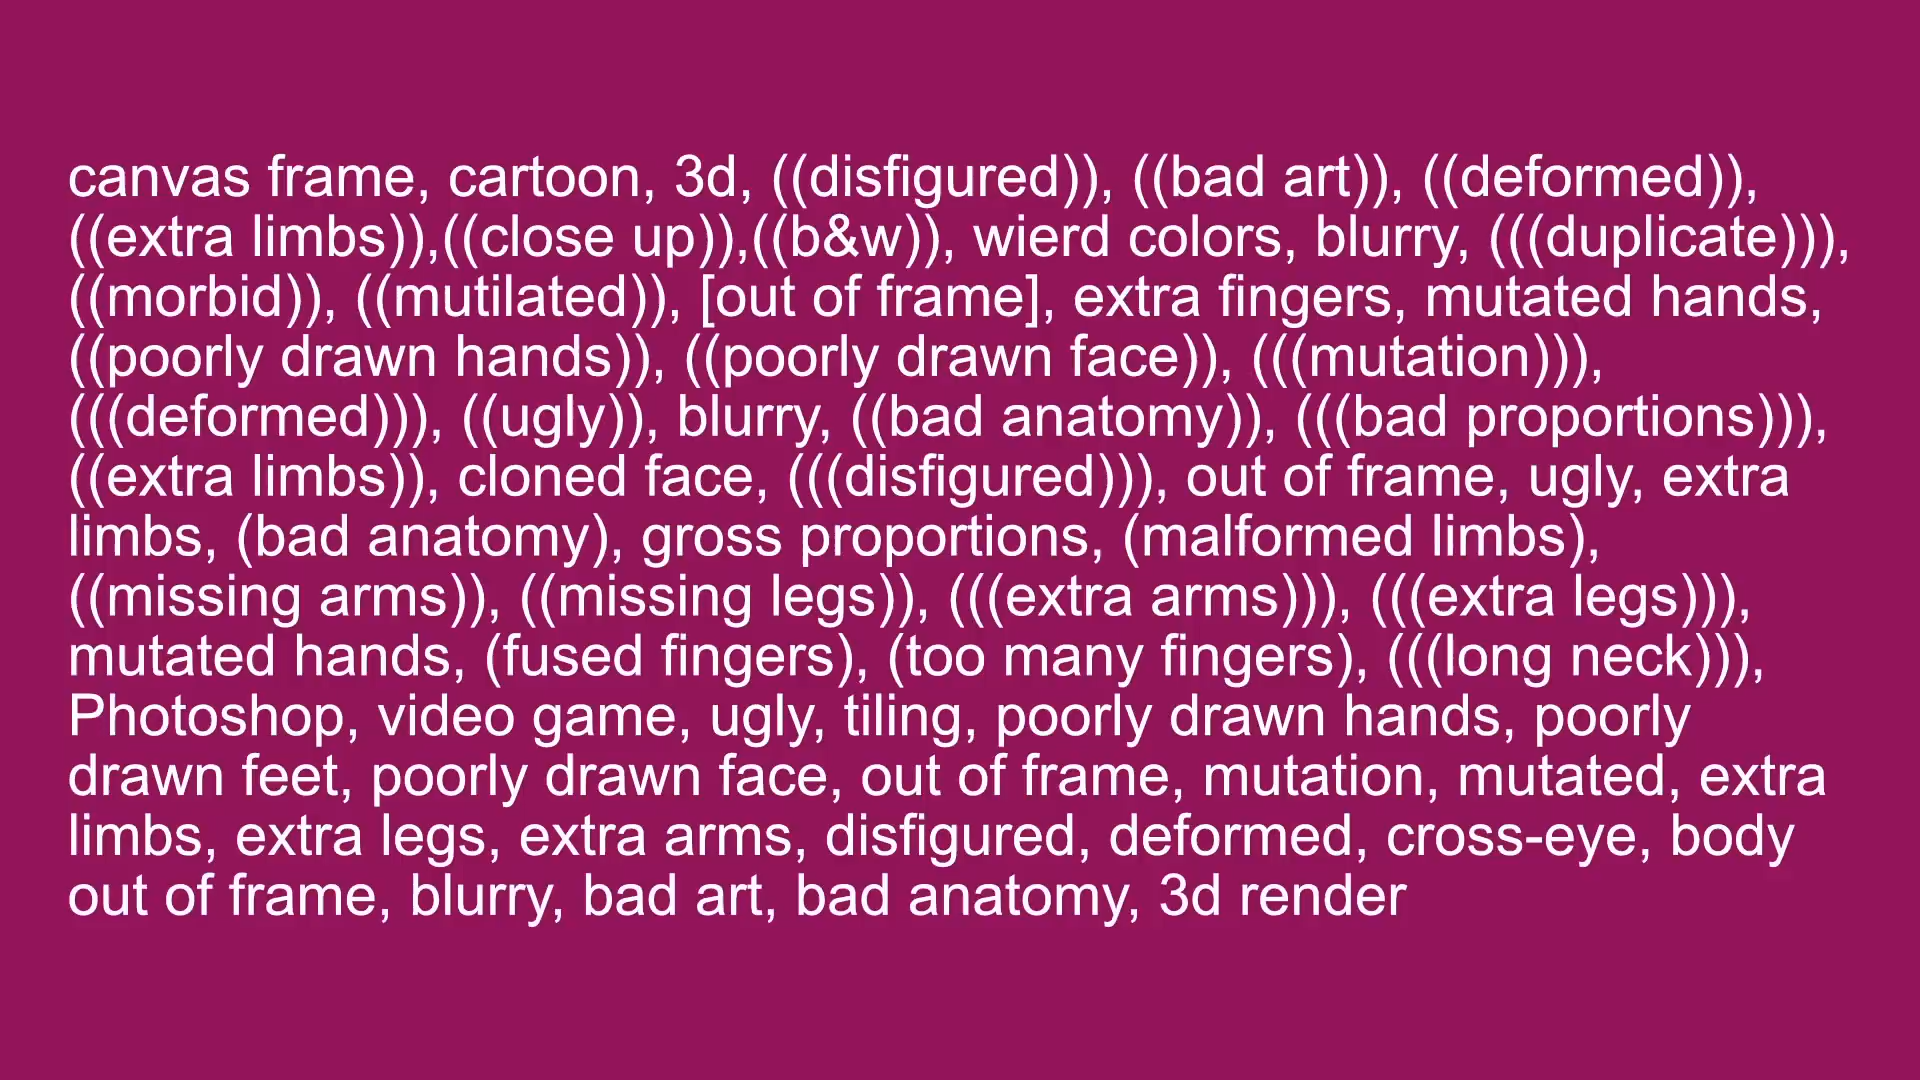 canvas frame, cartoon, 3d, ((disfigured)), ((bad art)), ((deformed)),
((extra limbs)),((close up)),((b&w)), wierd colors, blurry, (((duplicate))),
((morbid)), ((mutilated)), [out of frame], extra fingers, mutated hands,
((poorly drawn hands)), ((poorly drawn face)), (((mutation))),
(((deformed))), ((ugly)), blurry, ((bad anatomy)), (((bad proportions))),
((extra limbs)), cloned face, (((disfigured))), out of frame, ugly, extra
limbs, (bad anatomy), gross proportions, (malformed limbs),
((missing arms)), ((missing legs)), (((extra arms))), (((extra legs))),
mutated hands, (fused fingers), (too many fingers), (((long neck))),
Photoshop, video game, ugly, tiling, poorly drawn hands, poorly
drawn feet, poorly drawn face, out of frame, mutation, mutated, extra
limbs, extra legs, extra arms, disfigured, deformed, cross-eye, body
out of frame, blurry, bad art, bad anatomy, 3d render